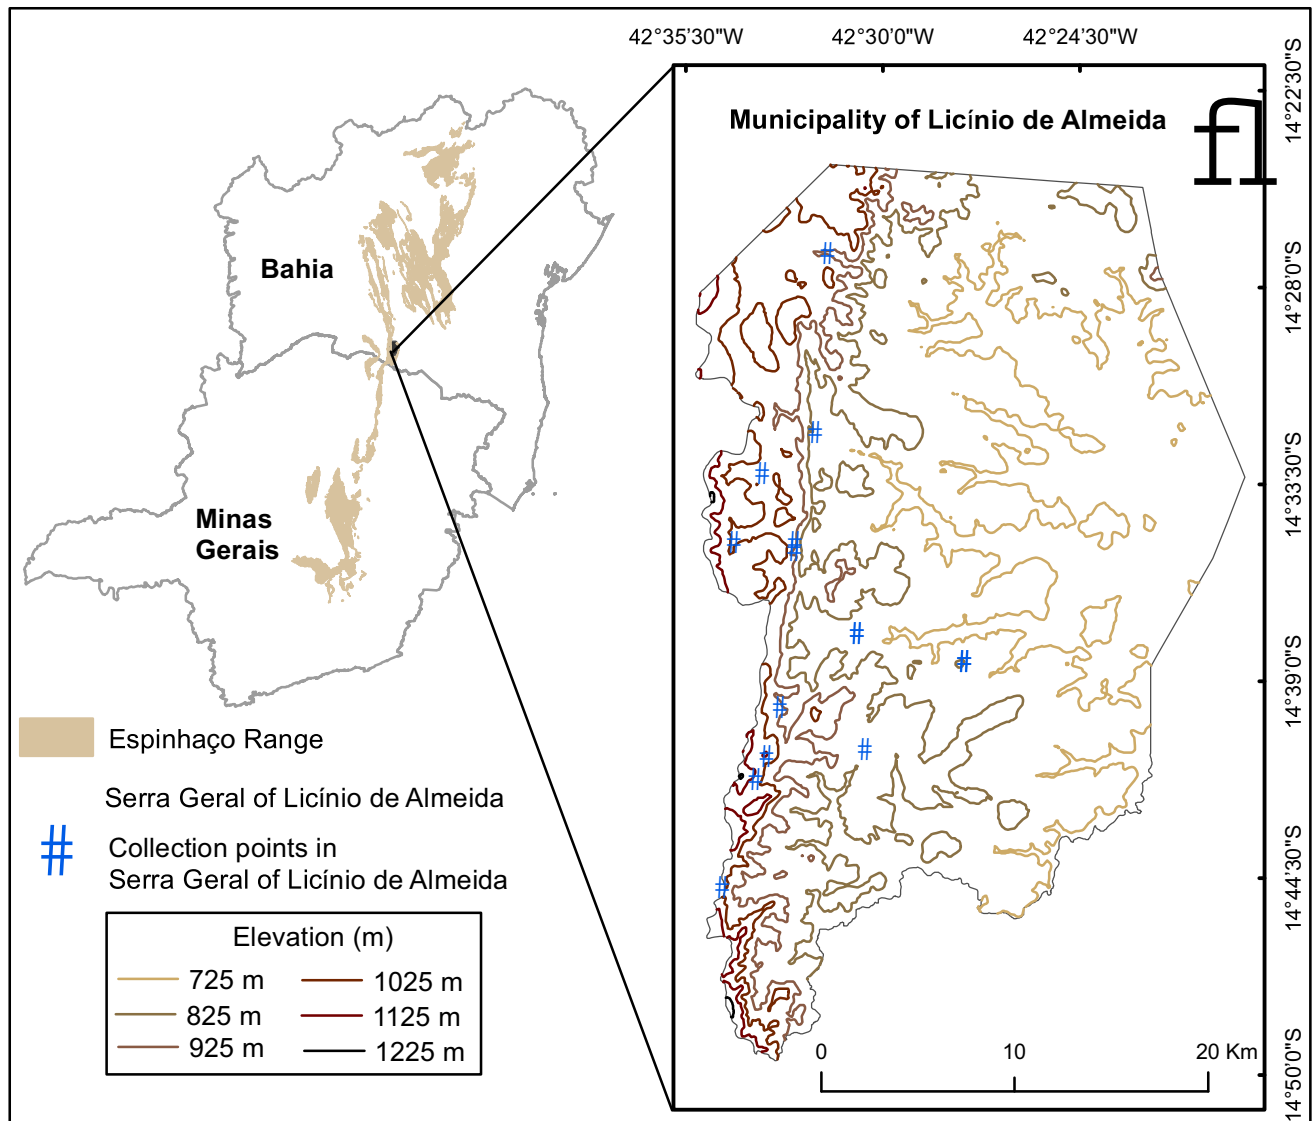 42°35'30"W
42°30'0"W
42°24'30"W
Municipality of Licínio de Almeida
fl
14°22'30"S
14°28'0"S
14°33'30"S
14°39'0"S
14°44'30"S
14°50'0"S
Bahia
Minas
Gerais
Espinhaço Range
Serra Geral of Licínio de Almeida
# Collection points in
Serra Geral of Licínio de Almeida
Elevation (m)
725 m 1025 m
825 m 1125 m
925 m 1225 m
0 10 20 Km